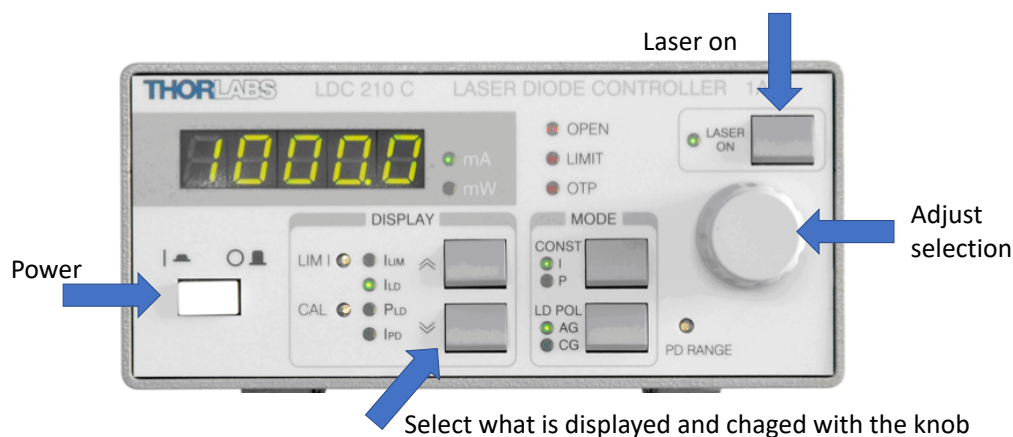 Laser on
THORLABS LDC 210 C LASER DIODE CONTROLLER 1A
1000.0
mA
mW
OPEN
LIMIT
OTP
LASER
ON
DISPLAY
LIM I
ILIM
ILD
CAL
PLD
IPD
MODE
CONST
I
P
LD POL
AG
CG
PD RANGE
Adjust
selection
Power
Select what is displayed and chaged with the knob